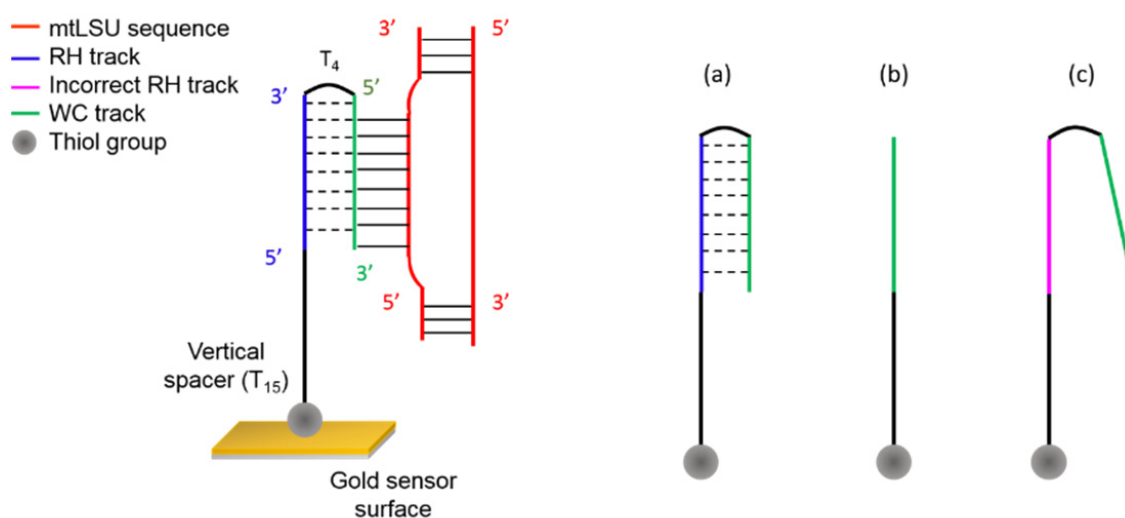 mtLSU sequence
RH track
Incorrect RH track
WC track
Thiol group
T4
3’
5’
5’
3’
3’
5’
5’
3’
Vertical
spacer (T15)
Gold sensor
surface
(a)
(b)
(c)